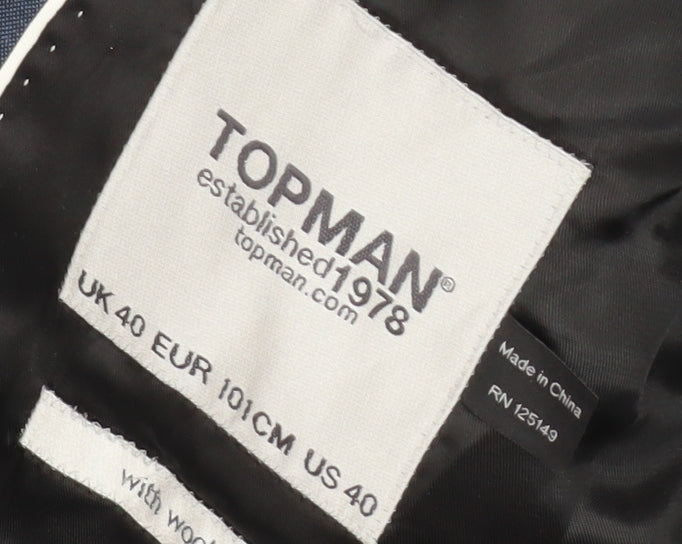 TOPMAN®
established1978
topman.com
UK 40 EUR 101CM US 40
Made in China
RN 125149
with wool